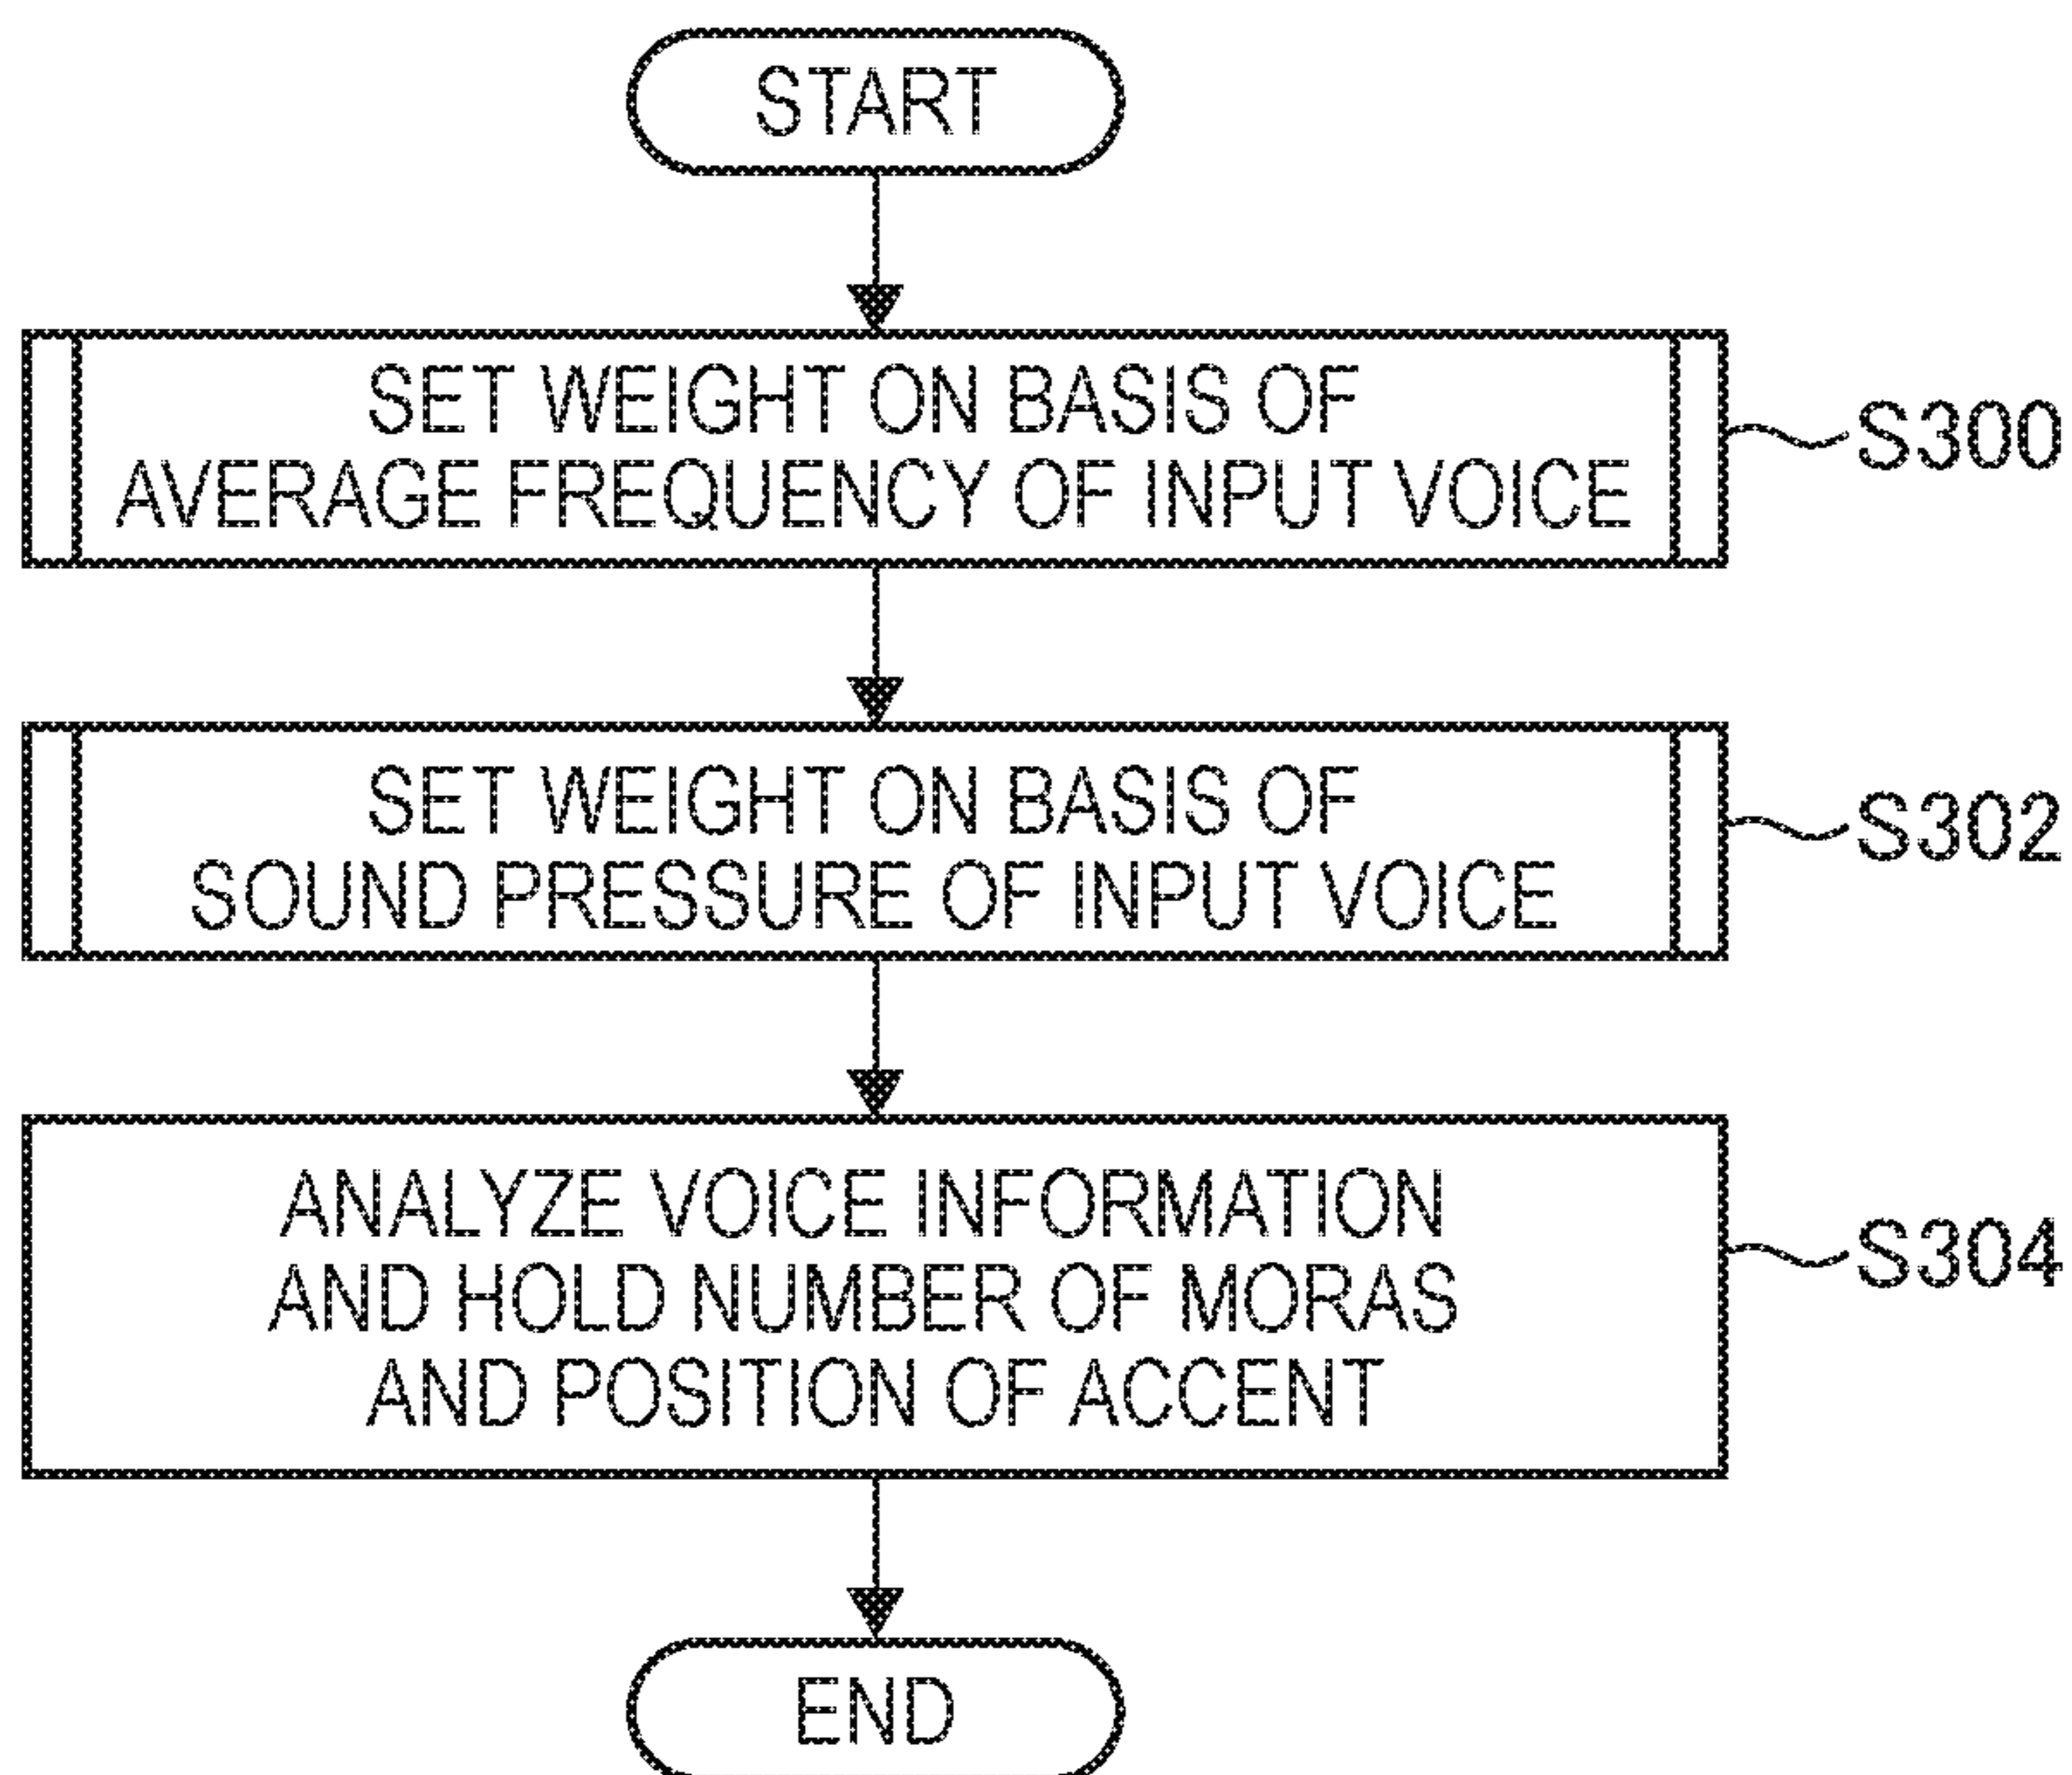 START
SET WEIGHT ON BASIS OF
AVERAGE FREQUENCY OF INPUT VOICE
S300
SET WEIGHT ON BASIS OF
SOUND PRESSURE OF INPUT VOICE
S302
ANALYZE VOICE INFORMATION
AND HOLD NUMBER OF MORAS
AND POSITION OF ACCENT
S304
END